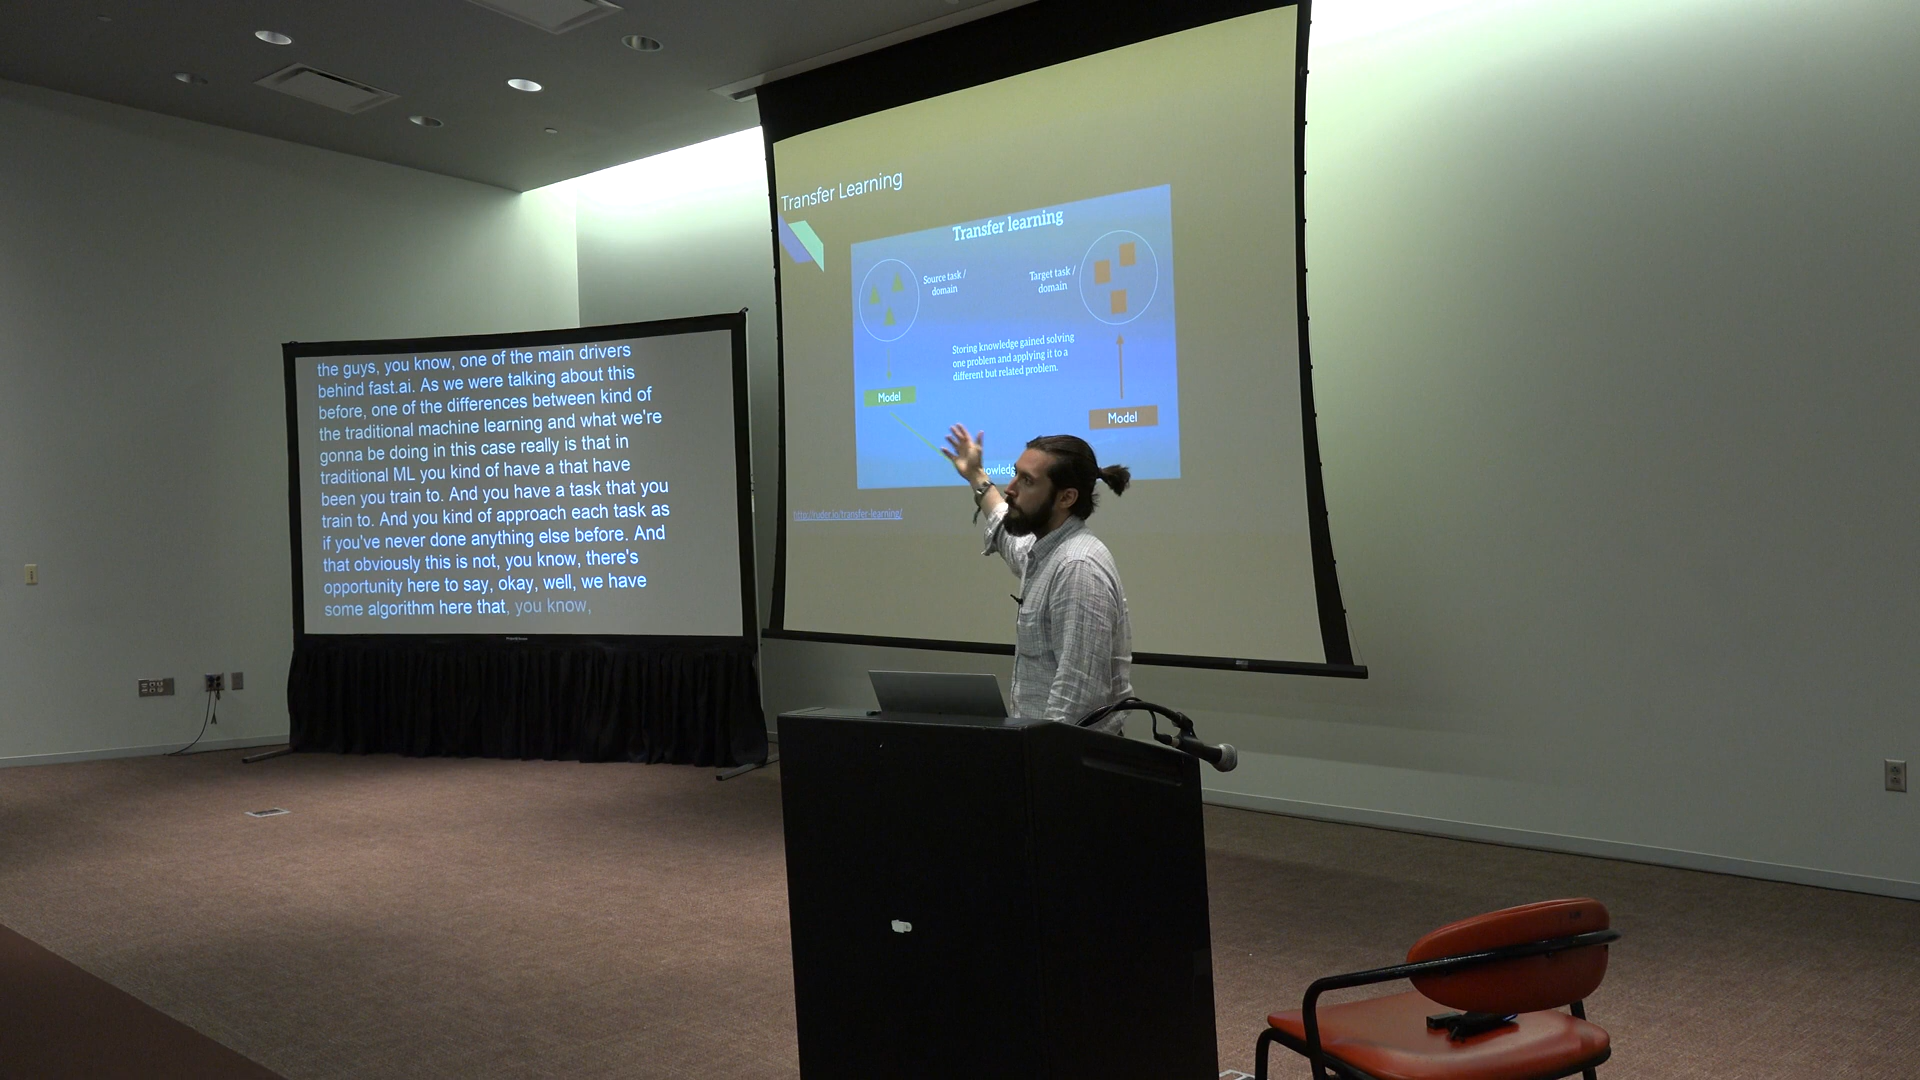 the guys, you know, one of the main drivers
behind fast.ai. As we were talking about this
before, one of the differences between kind of
the traditional machine learning and what we're
gonna be doing in this case really is that in
traditional ML you kind of have a that have
been you train to. And you have a task that you
train to. And you kind of approach each task as
if you've never done anything else before. And
that obviously this is not, you know, there's
opportunity here to say, okay, well, we have
some algorithm here that, you know,
Transfer Learning
Transfer learning
Source task /
domain
Target task /
domain
Storing knowledge gained solving
one problem and applying it to a
different but related problem.
Model
Model
http://ruder.io/transfer-learning/